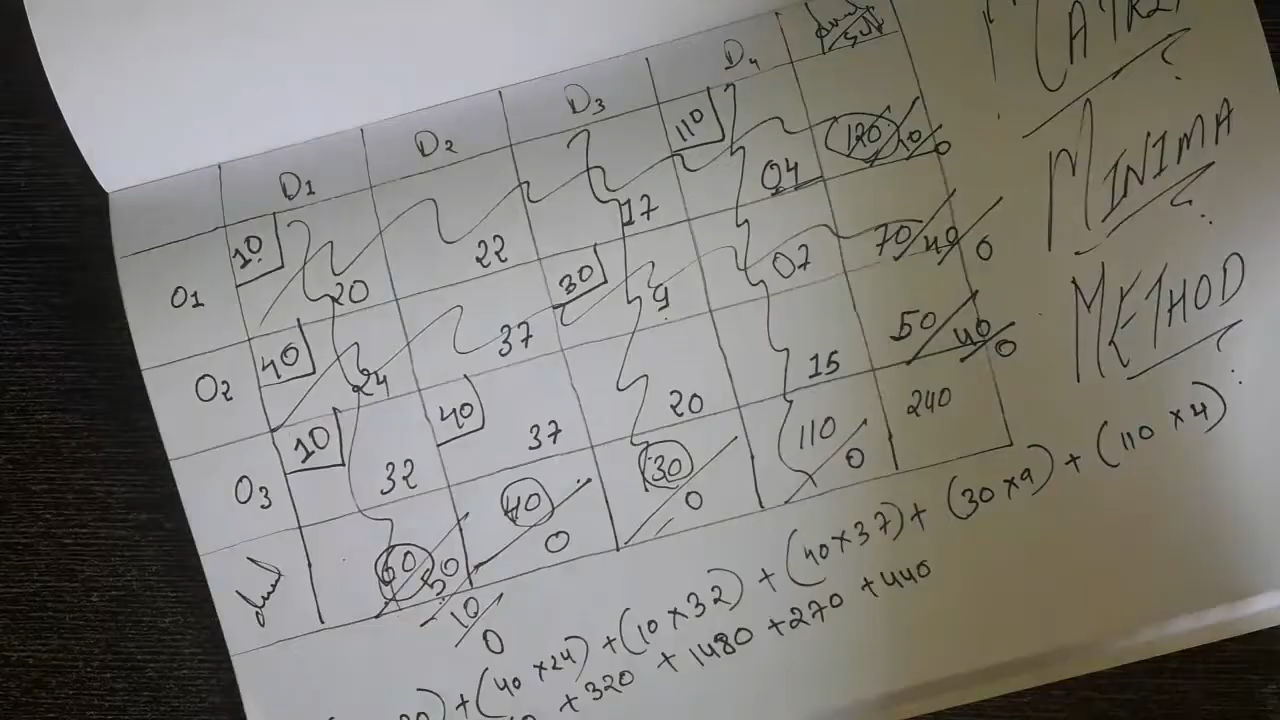 D1 D2 D3 D4
O1 10 20 22 17 110 04 120 10 0
O2 40 24 37 30 9 07 70 40 0
O3 10 32 40 37 20 15 50 40 0
60 50 10 0 40 0 30 0 110 0 240
+ (40 x 24) + (10 x 32) + (40 x 37) + (30 x 9) + (110 x 4)
+ 320 + 1480 + 270 + 440
MINIMA
METHOD :